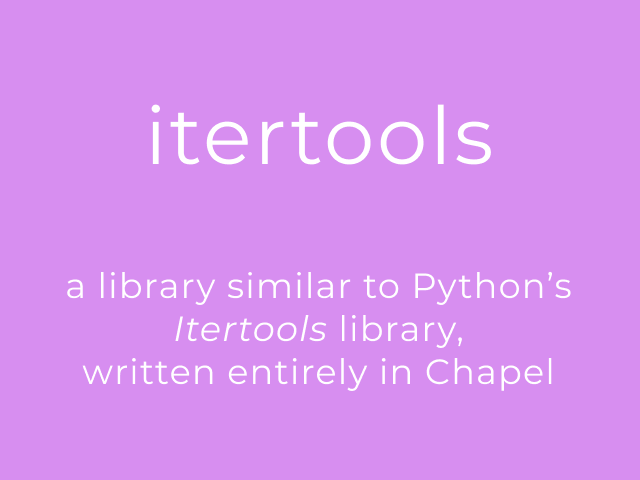 itertools
a library similar to Python’s
Itertools library,
written entirely in Chapel